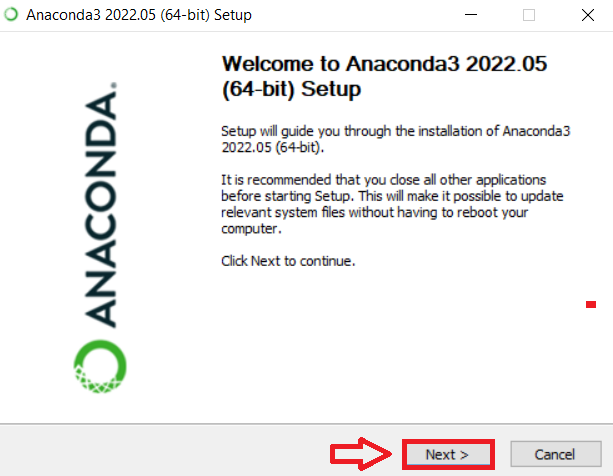 Anaconda3 2022.05 (64-bit) Setup
Welcome to Anaconda3 2022.05
(64-bit) Setup
ANACONDA.
Setup will guide you through the installation of Anaconda3
2022.05 (64-bit).
It is recommended that you close all other applications
before starting Setup. This will make it possible to update
relevant system files without having to reboot your
computer.
Click Next to continue.
Next >
Cancel